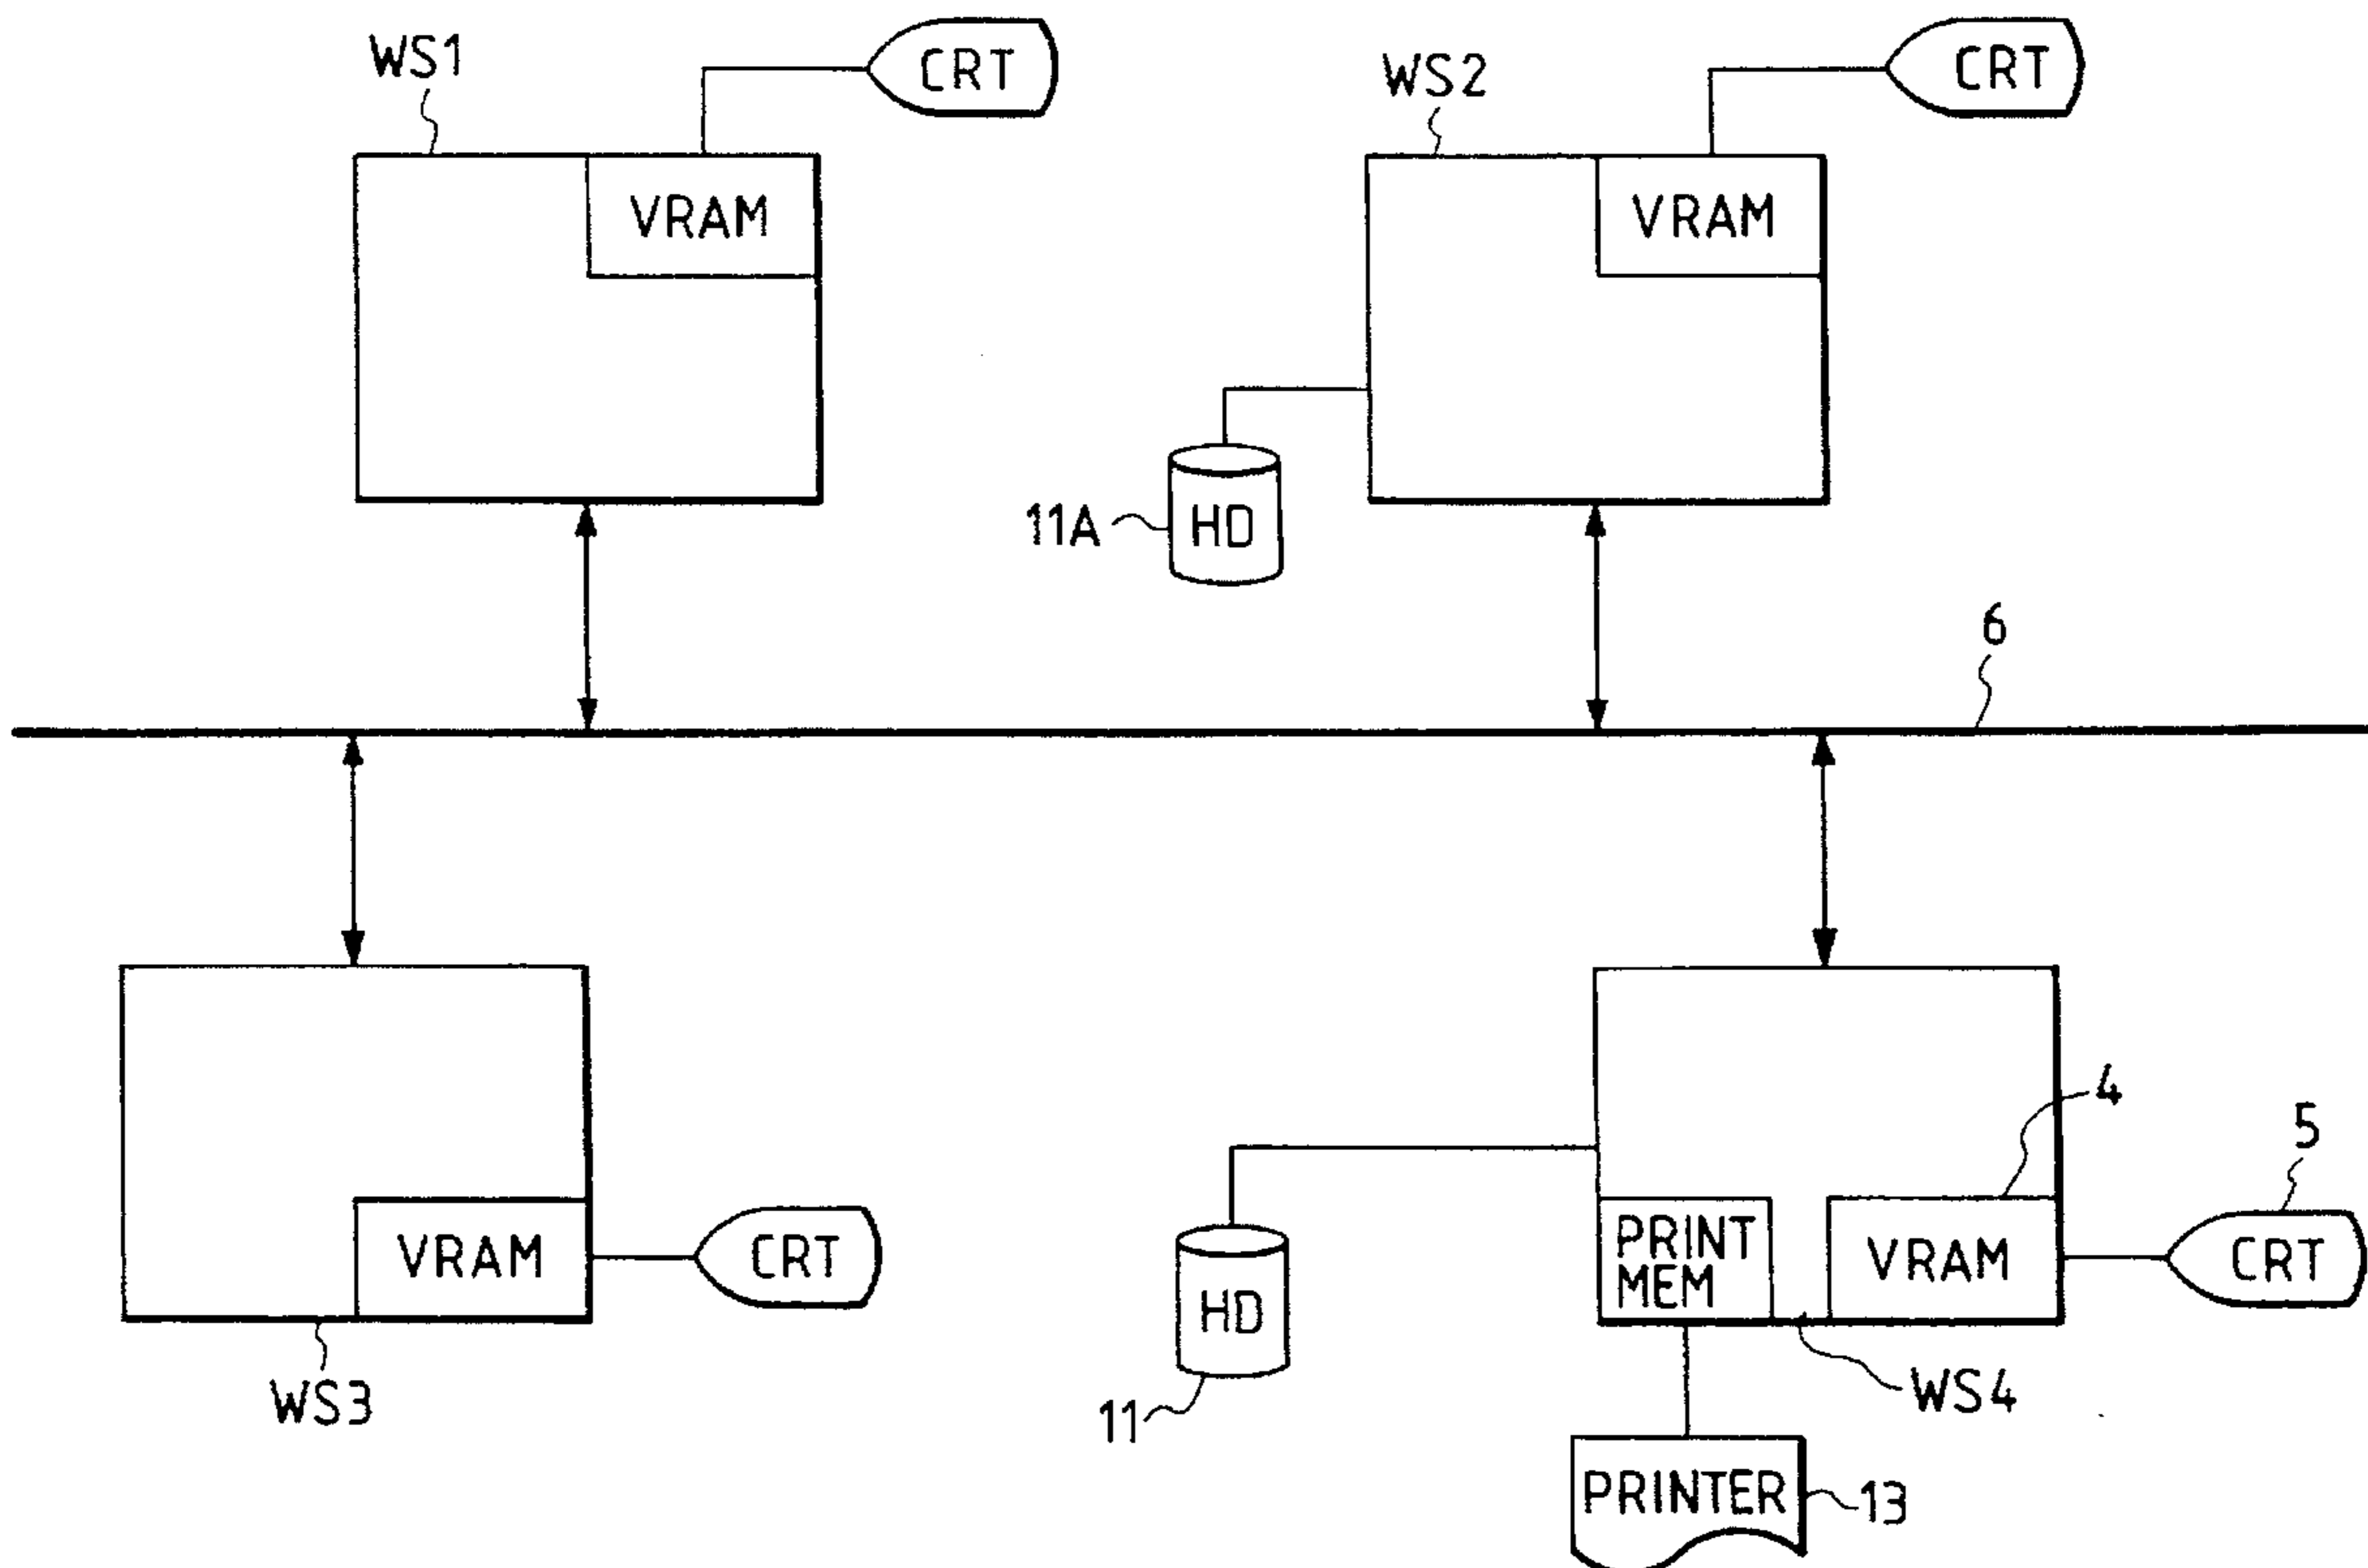 WS1
CRT
WS2
CRT
VRAM
VRAM
11A
HD
6
4
5
VRAM
CRT
PRINT
MEM
VRAM
CRT
HD
WS3
11
WS4
PRINTER
13